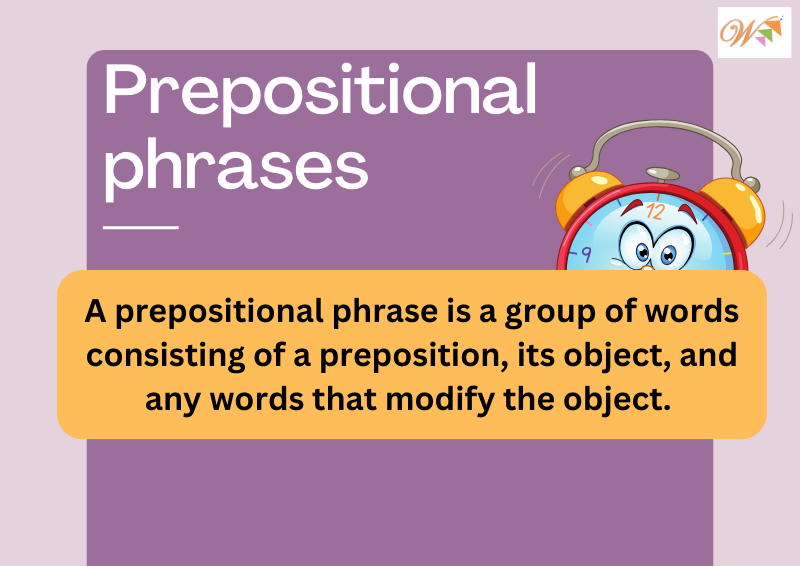 W
Prepositional
phrases
12
9
A prepositional phrase is a group of words
consisting of a preposition, its object, and
any words that modify the object.